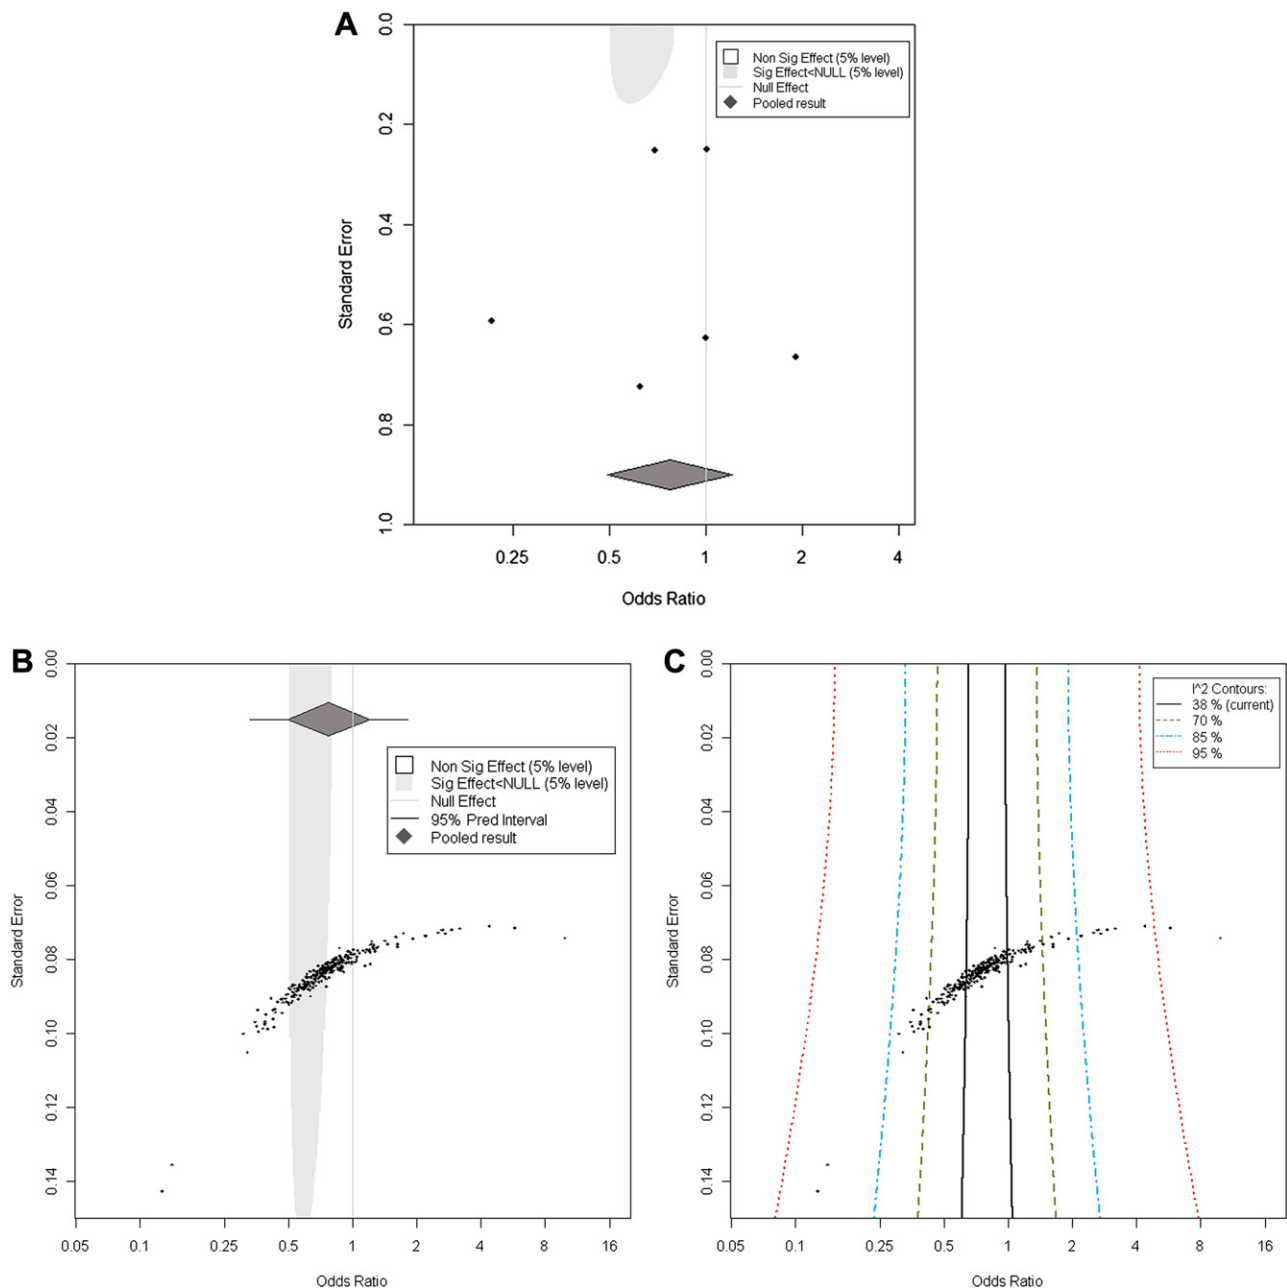 A
0.0
0.2
0.4
0.6
0.8
1.0
Standard Error
Non Sig Effect (5% level)
Sig Effect<NULL (5% level)
Null Effect
Pooled result
0.25 0.5 1 2 4
Odds Ratio
B
0.00
0.02
0.04
0.06
0.08
0.10
0.12
0.14
Standard Error
Non Sig Effect (5% level)
Sig Effect<NULL (5% level)
Null Effect
95% Pred Interval
Pooled result
0.05 0.1 0.25 0.5 1 2 4 8 16
Odds Ratio
C
0.00
0.02
0.04
0.06
0.08
0.10
0.12
0.14
Standard Error
I^2 Contours:
38 % (current)
70 %
85 %
95 %
0.05 0.1 0.25 0.5 1 2 4 8 16
Odds Ratio